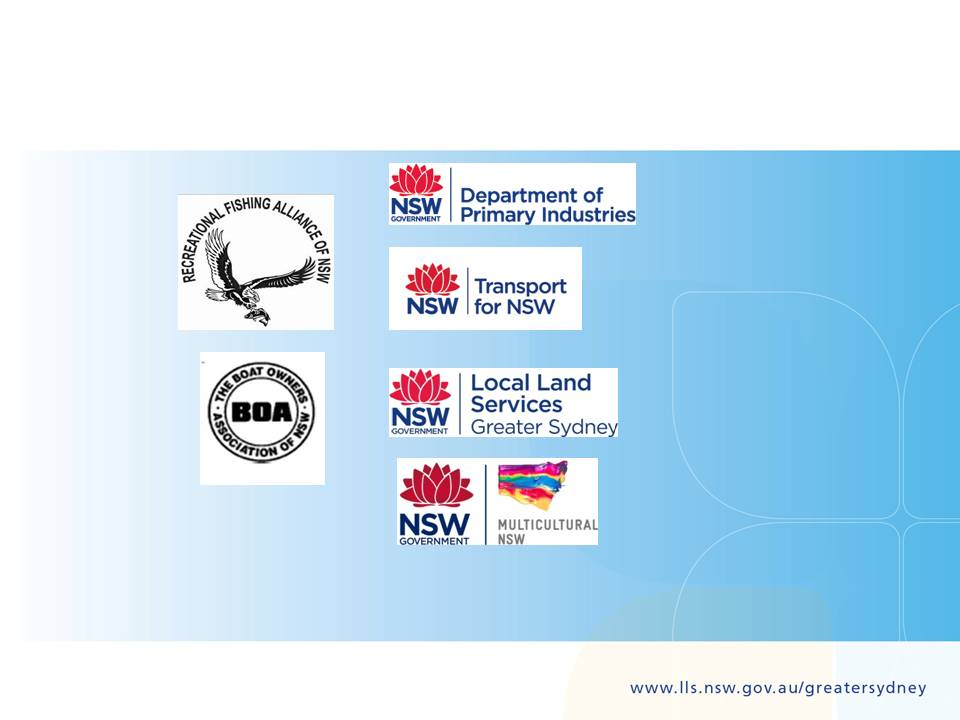 RECREATIONAL FISHING ALLIANCE OF NSW
THE BOAT OWNERS
BOA
ASSOCIATION OF NSW
NSW
GOVERNMENT
Department of
Primary Industries
NSW
Transport
for NSW
NSW
GOVERNMENT
Local Land
Services
Greater Sydney
NSW
GOVERNMENT
MULTICULTURAL
NSW
www.lls.nsw.gov.au/greatersydney